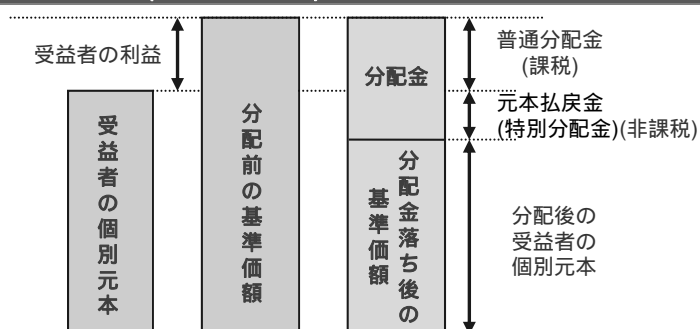 受益者の利益
普通分配金
(課税)
分配金
元本払戻金
(特別分配金)(非課税)
受益者の個別元本
分配前の基準価額
分配金落ち後の
基準価額
分配後の
受益者の
個別元本